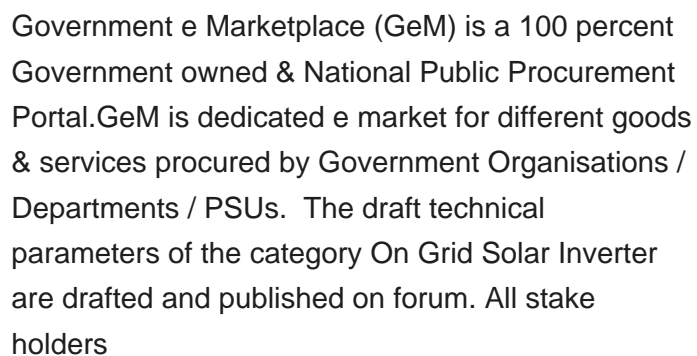 Government e Marketplace (GeM) is a 100 percent
Government owned & National Public Procurement
Portal.GeM is dedicated e market for different goods
& services procured by Government Organisations /
Departments / PSUs.  The draft technical
parameters of the category On Grid Solar Inverter
are drafted and published on forum. All stake
holders